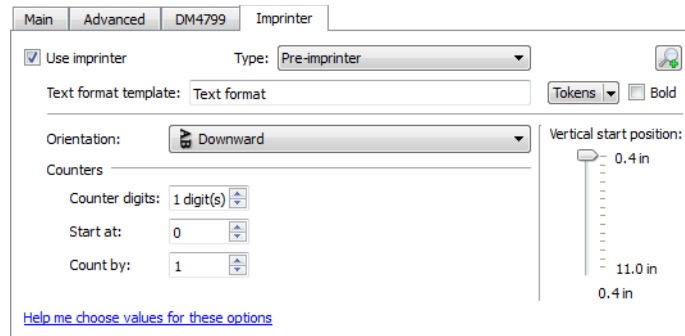 Main Advanced DM4799 Imprinter
Use imprinter Type: Pre-imprinter
Text format template: Text format Tokens Bold
Orientation: AB Downward Vertical start position:
0.4 in
Counters
Counter digits: 1 digit(s)
Start at: 0
Count by: 1
11.0 in
0.4 in
Help me choose values for these options